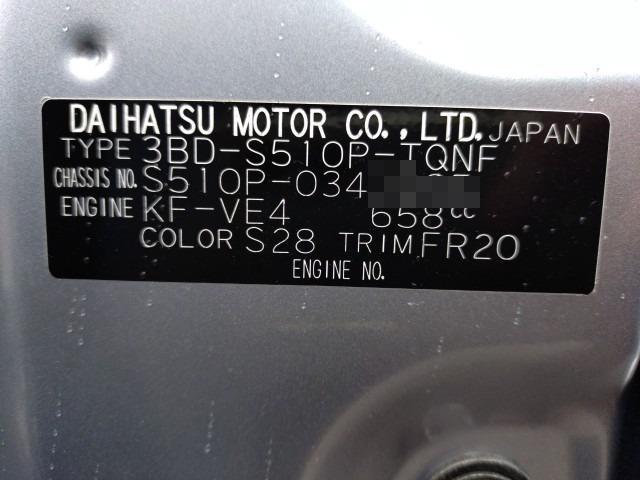 DAIHATSU MOTOR CO.,LTD. JAPAN
TYPE 3BD-S510P-TQNF
CHASSIS NO. S510P-034
ENGINE KF-VE4 658cc
COLOR S28 TRIM FR20
ENGINE NO.